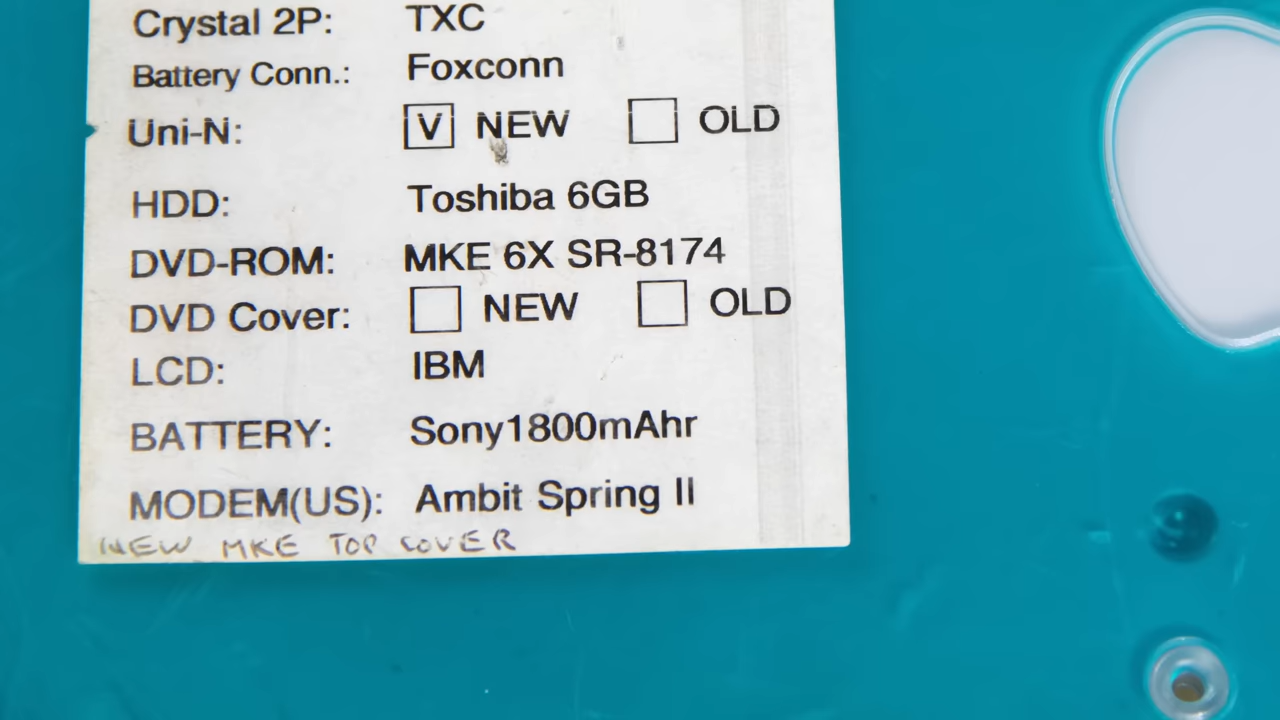 Crystal 2P: TXC
Battery Conn.: Foxconn
Uni-N: V NEW OLD
HDD: Toshiba 6GB
DVD-ROM: MKE 6X SR-8174
DVD Cover: NEW OLD
LCD: IBM
BATTERY: Sony1800mAhr
MODEM(US): Ambit Spring II
NEW MKE TOP COVER